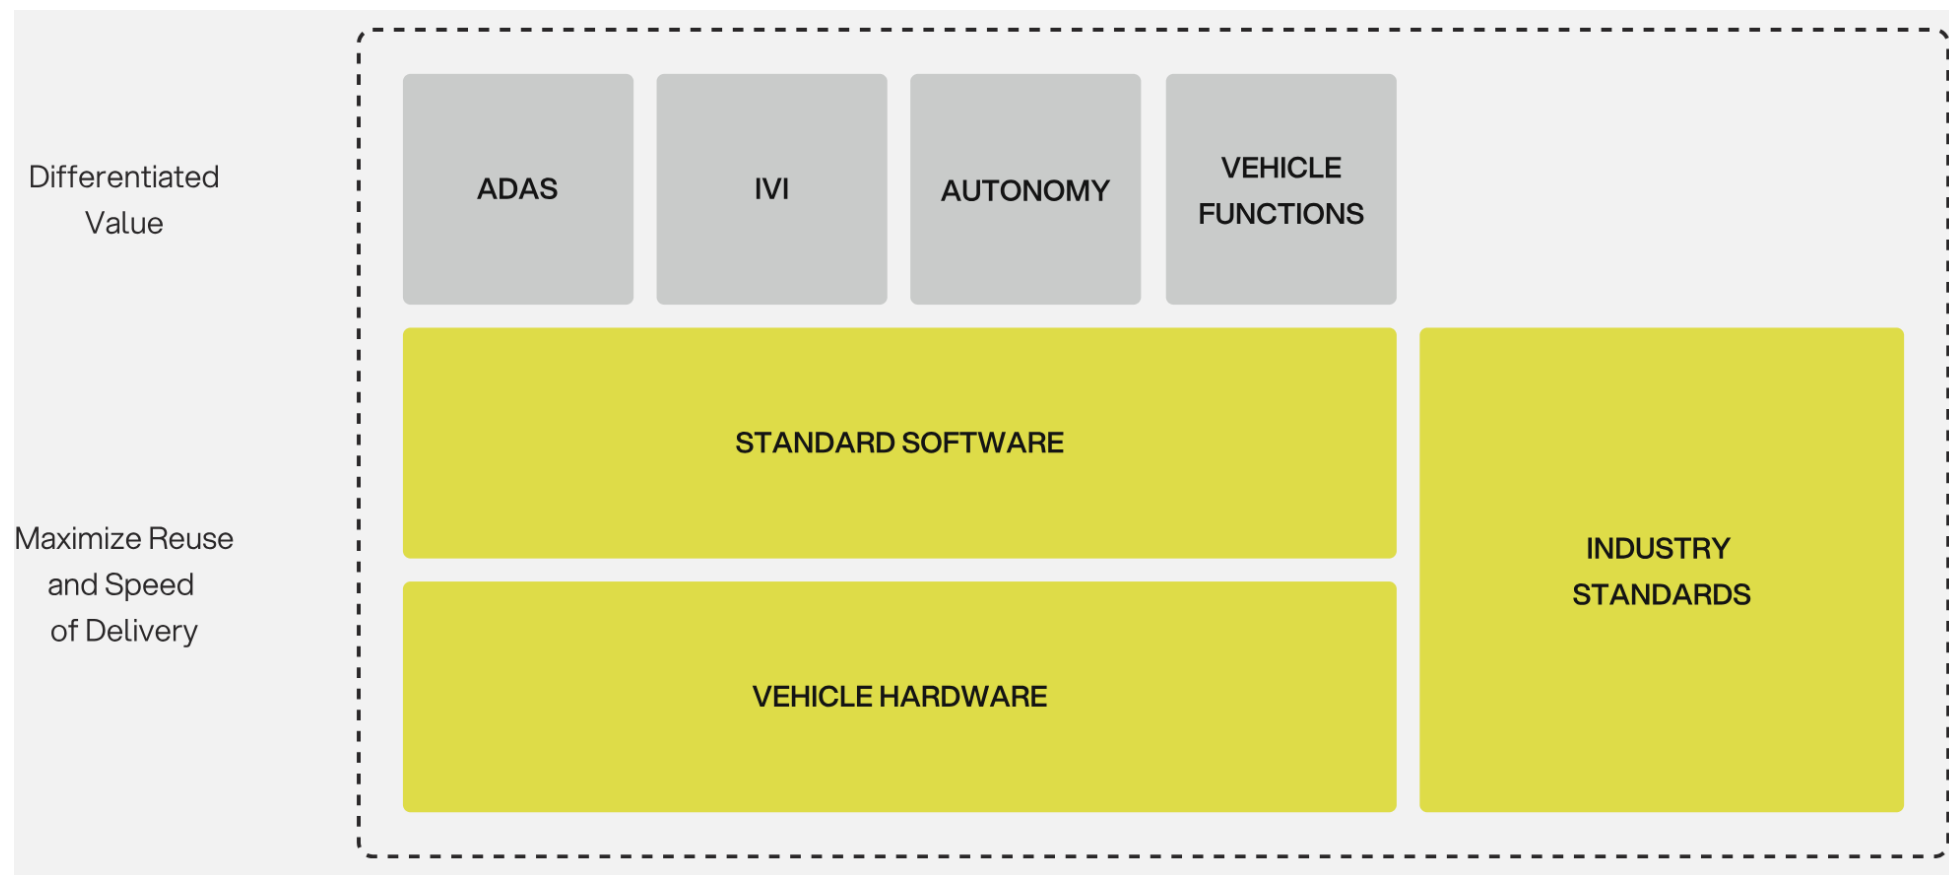 Differentiated
Value
ADAS
IVI
AUTONOMY
VEHICLE
FUNCTIONS
Maximize Reuse
and Speed
of Delivery
STANDARD SOFTWARE
VEHICLE HARDWARE
INDUSTRY
STANDARDS